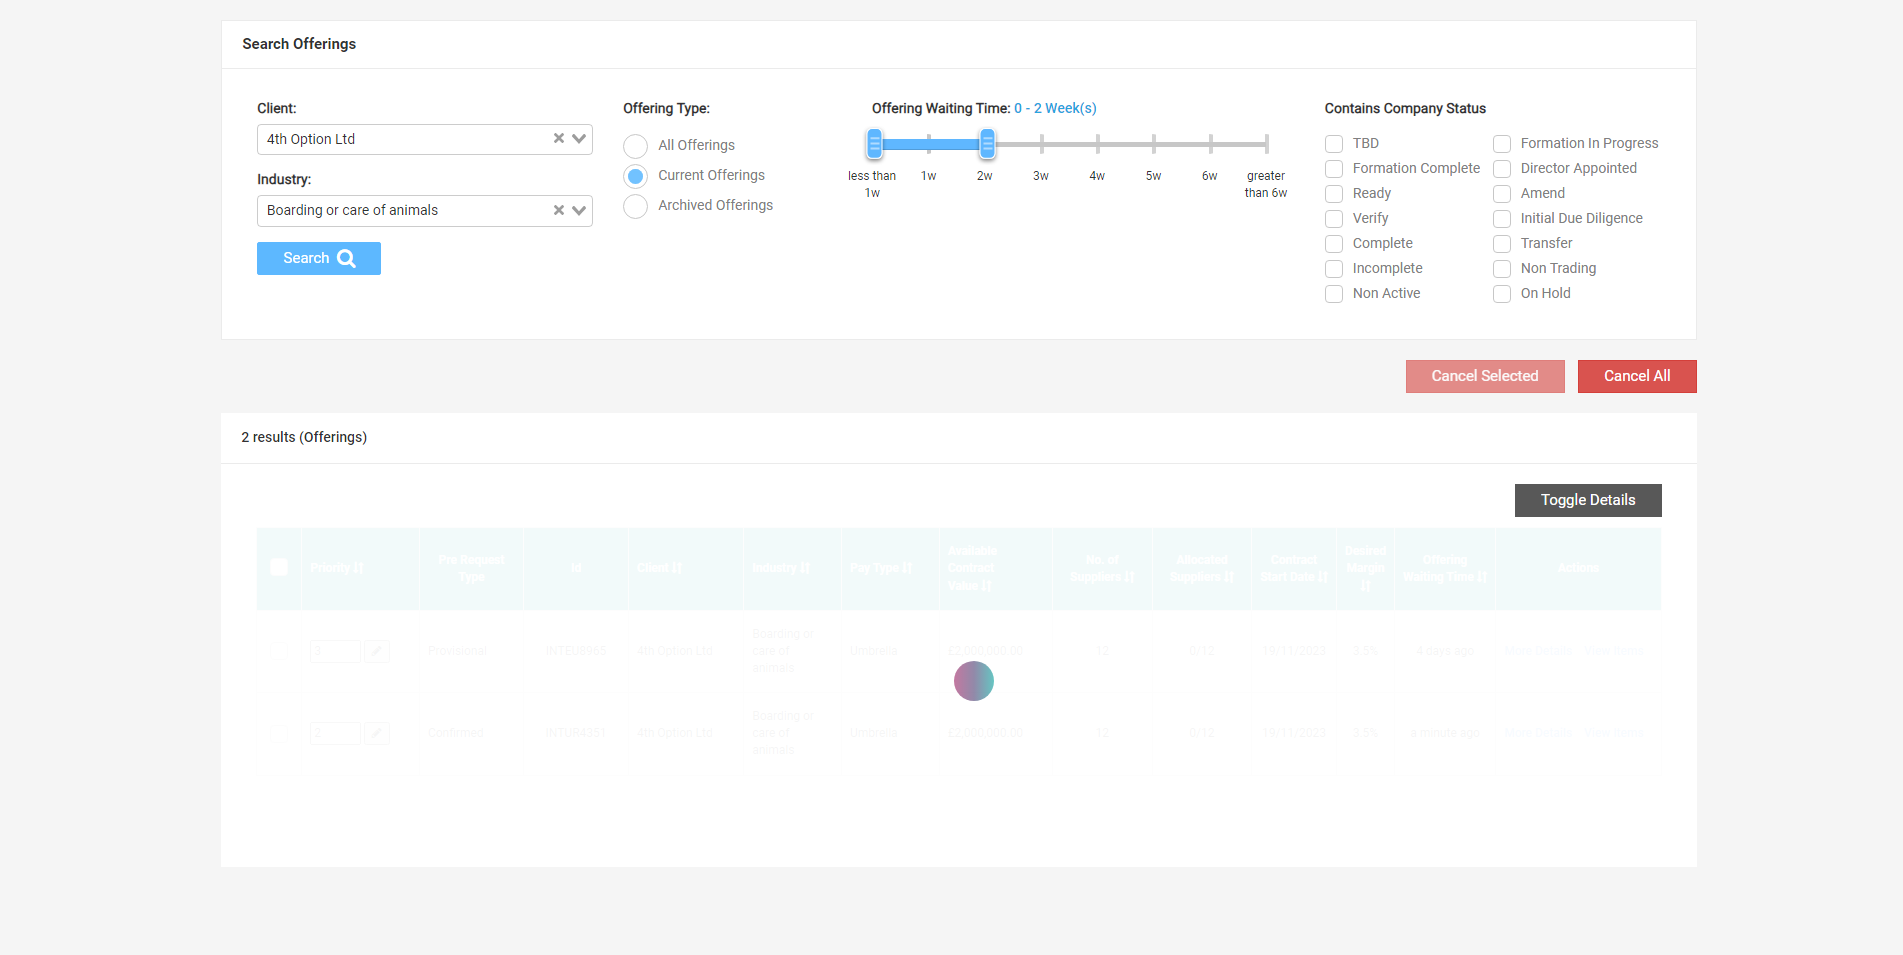 Search Offerings
Client:
4th Option Ltd
Industry:
Boarding or care of animals
Search
Offering Type:
All Offerings
Current Offerings
Archived Offerings
Offering Waiting Time: 0 - 2 Week(s)
less than
1w
1w
2w
3w
4w
5w
6w
greater
than 6w
Contains Company Status
TBD
Formation In Progress
Formation Complete
Director Appointed
Ready
Amend
Verify
Initial Due Diligence
Complete
Transfer
Incomplete
Non Trading
Non Active
On Hold
Cancel Selected
Cancel All
2 results (Offerings)
Toggle Details
Priority
Pre Request
Type
Id
Client
Industry
Pay Type
Available
Contract
Value
No. of
Suppliers
Allocated
Suppliers
Contract
Start Date
Desired
Margin
Offering
Waiting Time
Actions
Provisional
4th Option Ltd
Boarding or
care of
animals
Umbrella
£2,000,000.00
12
0/12
19/11/2023
3.5%
4 days ago
More Details
View Items
2
Confirmed
4th Option Ltd
Boarding or
care of
animals
Umbrella
£2,000,000.00
12
0/12
19/11/2023
3.5%
a minute ago
More Details
View Items